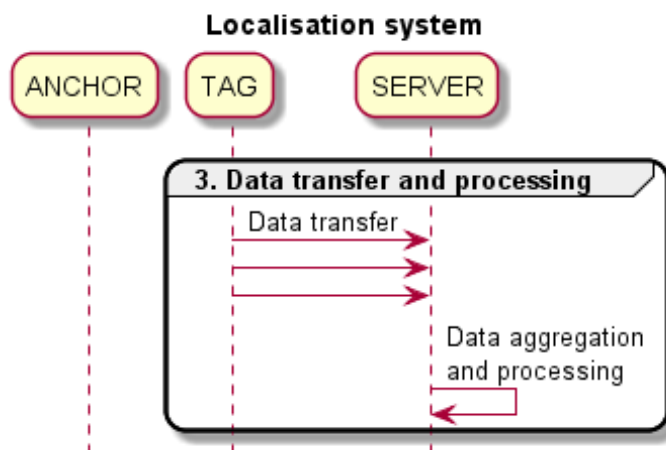 Localisation system
ANCHOR
TAG
SERVER
3. Data transfer and processing
Data transfer
Data aggregation
and processing